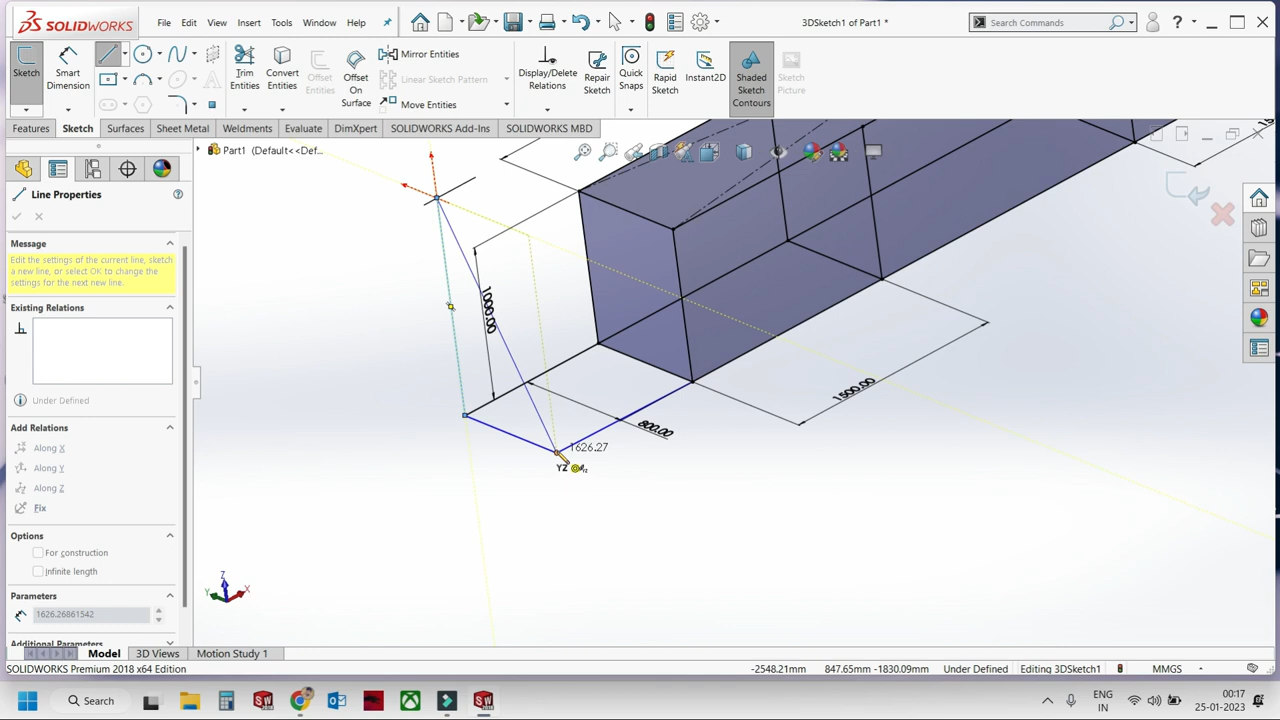 SOLIDWORKS File Edit View Insert Tools Window Help 3DSketch1 of Part1 * Search Commands ?
Sketch Smart Dimension Trim Entities Convert Entities Offset Entities Offset On Surface Mirror Entities Linear Sketch Pattern Move Entities Display/Delete Relations Repair Sketch Quick Snaps Rapid Sketch Instant2D Shaded Sketch Contours Sketch Picture
Features Sketch Surfaces Sheet Metal Weldments Evaluate DimXpert SOLIDWORKS Add-Ins SOLIDWORKS MBD
Part1 (Default<<Def...
Line Properties
Message
Edit the settings of the current line, sketch
a new line, or select OK to change the
settings for the next new line.
Existing Relations
Under Defined
Add Relations
Along X
Along Y
Along Z
Fix
Options
For construction
Infinite length
Parameters
1626.26861542
Additional Parameters
1000.00
1500.00
800.00
1626.27
YZ
Z
Y X
Model 3D Views Motion Study 1
SOLIDWORKS Premium 2018 x64 Edition -2548.21mm 847.65mm -1830.09mm Under Defined Editing 3DSketch1 MMGS
Search ENG IN 00:17 25-01-2023